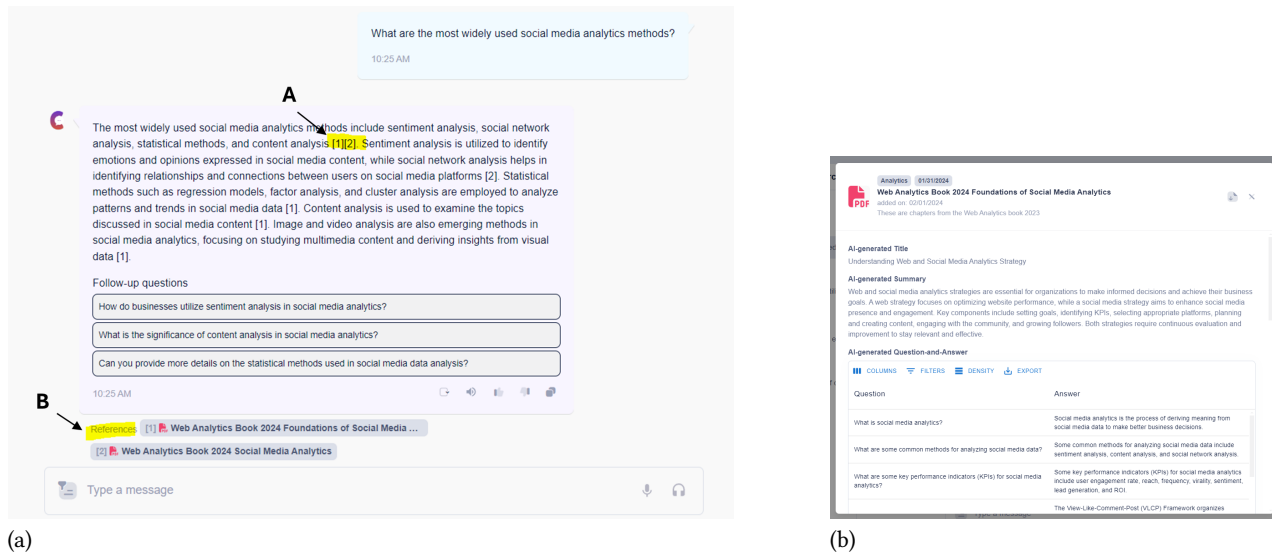 What are the most widely used social media analytics methods?
10:25 AM
A
The most widely used social media analytics methods include sentiment analysis, social network
analysis, statistical methods, and content analysis [1][2]. Sentiment analysis is utilized to identify
emotions and opinions expressed in social media content, while social network analysis helps in
identifying relationships and connections between users on social media platforms [2]. Statistical
methods such as regression models, factor analysis, and cluster analysis are employed to analyze
patterns and trends in social media data [1]. Content analysis is used to examine the topics
discussed in social media content [1]. Image and video analysis are also emerging methods in
social media analytics, focusing on studying multimedia content and deriving insights from visual
data [1].
Follow-up questions
How do businesses utilize sentiment analysis in social media analytics?
What is the significance of content analysis in social media analytics?
Can you provide more details on the statistical methods used in social media data analysis?
10:25 AM
B
References [1] Web Analytics Book 2024 Foundations of Social Media ...
[2] Web Analytics Book 2024 Social Media Analytics
Type a message
(a)
Analytics 01/31/2024
Web Analytics Book 2024 Foundations of Social Media Analytics
PDF
added on: 02/01/2024
These are chapters from the Web Analytics book 2023
AI-generated Title
Understanding Web and Social Media Analytics Strategy
AI-generated Summary
Web and social media analytics strategies are essential for organizations to make informed decisions and achieve their business
goals. A web strategy focuses on optimizing website performance, while a social media strategy aims to enhance social media
presence and engagement. Key components include setting goals, identifying KPIs, selecting appropriate platforms, planning
and creating content, engaging with the community, and growing followers. Both strategies require continuous evaluation and
improvement to stay relevant and effective.
AI-generated Question-and-Answer
COLUMNS FILTERS DENSITY EXPORT
Question Answer
What is social media analytics?
Social media analytics is the process of deriving meaning from
social media data to make better business decisions.
What are some common methods for analyzing social media data?
Some common methods for analyzing social media data include
sentiment analysis, content analysis, and social network analysis.
What are some key performance indicators (KPIs) for social media
analytics?
Some key performance indicators (KPIs) for social media analytics
include user engagement rate, reach, frequency, virality, sentiment,
lead generation, and ROI.
The View-Like-Comment-Post (VLCP) Framework organizes
(b)